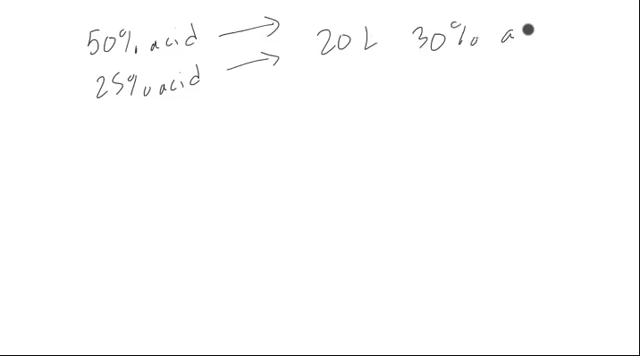 50% acid → 20 L 30% a
25% acid →